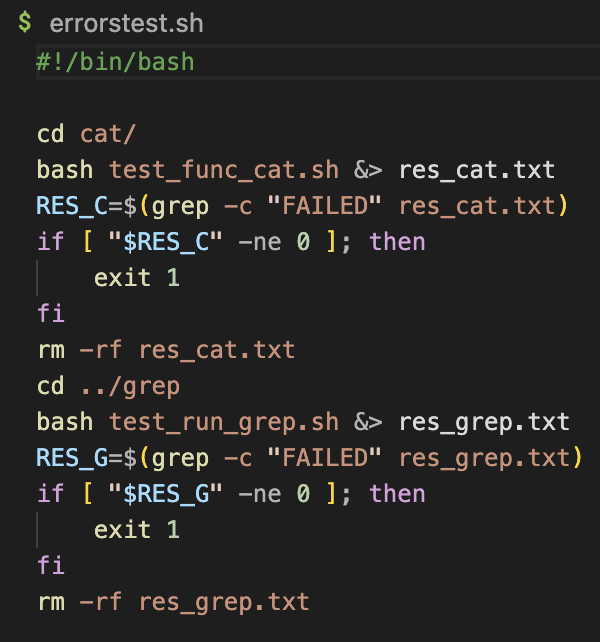 $ errorstest.sh
#!/bin/bash
cd cat/
bash test_func_cat.sh &> res_cat.txt
RES_C=$(grep -c "FAILED" res_cat.txt)
if [ "$RES_C" -ne 0 ]; then
    exit 1
fi
rm -rf res_cat.txt
cd ../grep
bash test_run_grep.sh &> res_grep.txt
RES_G=$(grep -c "FAILED" res_grep.txt)
if [ "$RES_G" -ne 0 ]; then
    exit 1
fi
rm -rf res_grep.txt